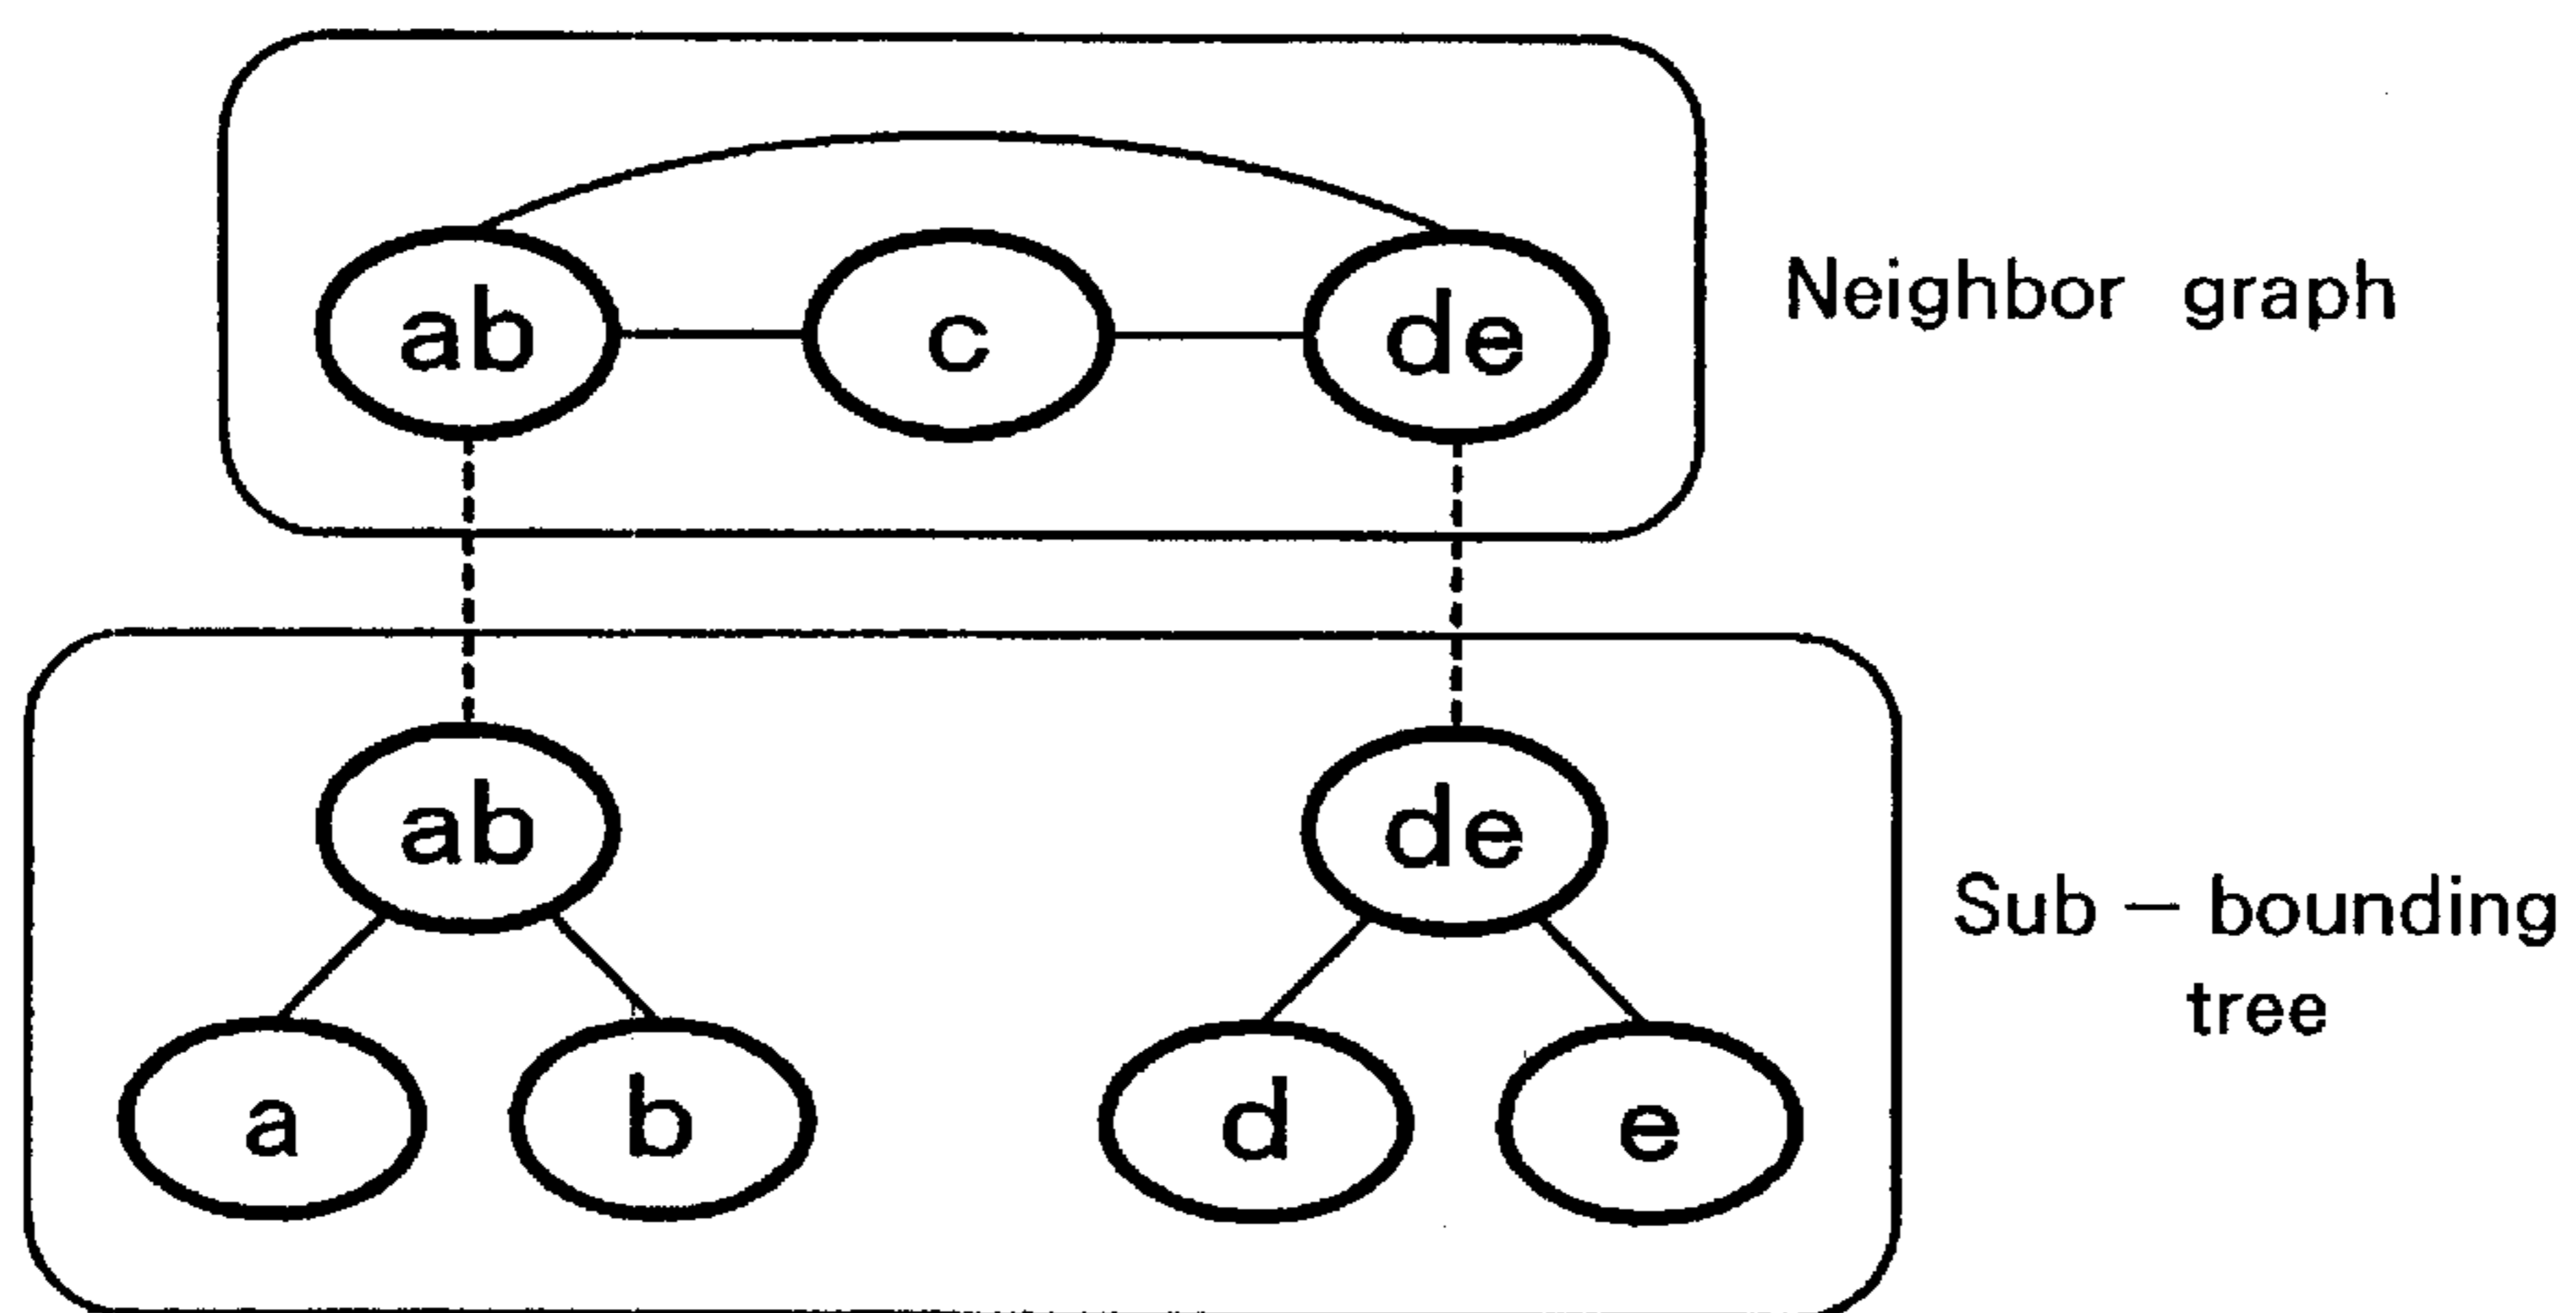 ab c de
Neighbor graph
ab de
a b d e
Sub – bounding
tree